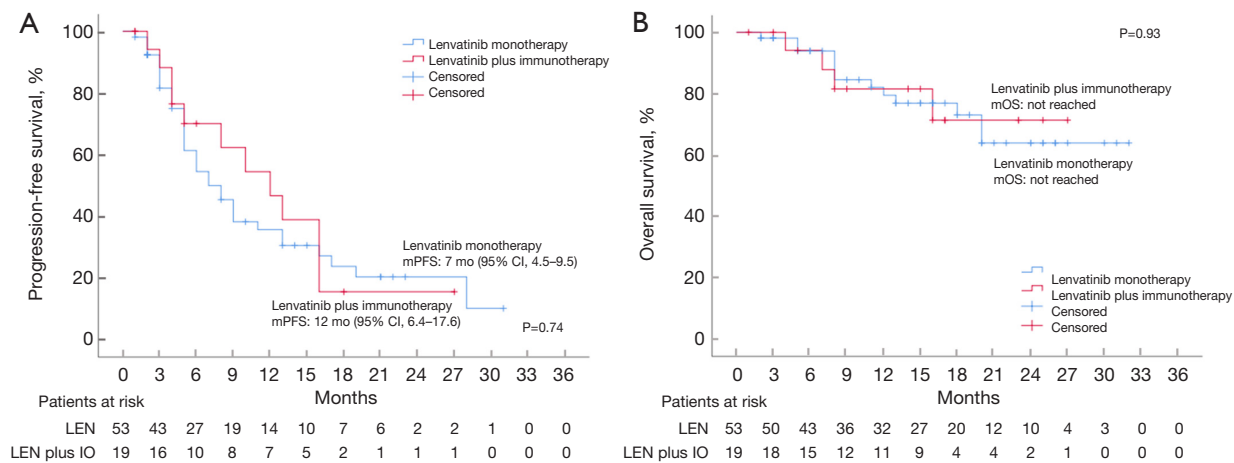 A
Progression-free survival, %
100
80
60
40
20
0
Lenvatinib monotherapy
Lenvatinib plus immunotherapy
Censored
Censored
Lenvatinib monotherapy
mPFS: 7 mo (95% CI, 4.5–9.5)
Lenvatinib plus immunotherapy
mPFS: 12 mo (95% CI, 6.4–17.6)
P=0.74
0 3 6 9 12 15 18 21 24 27 30 33 36
Months
Patients at risk
LEN 53 43 27 19 14 10 7 6 2 2 1 0 0
LEN plus IO 19 16 10 8 7 5 2 1 1 1 0 0 0
B
Overall survival, %
100
80
60
40
20
0
P=0.93
Lenvatinib plus immunotherapy
mOS: not reached
Lenvatinib monotherapy
mOS: not reached
Lenvatinib monotherapy
Lenvatinib plus immunotherapy
Censored
Censored
0 3 6 9 12 15 18 21 24 27 30 33 36
Months
Patients at risk
LEN 53 50 43 36 32 27 20 12 10 4 3 0 0
LEN plus IO 19 18 15 12 11 9 4 4 2 1 0 0 0